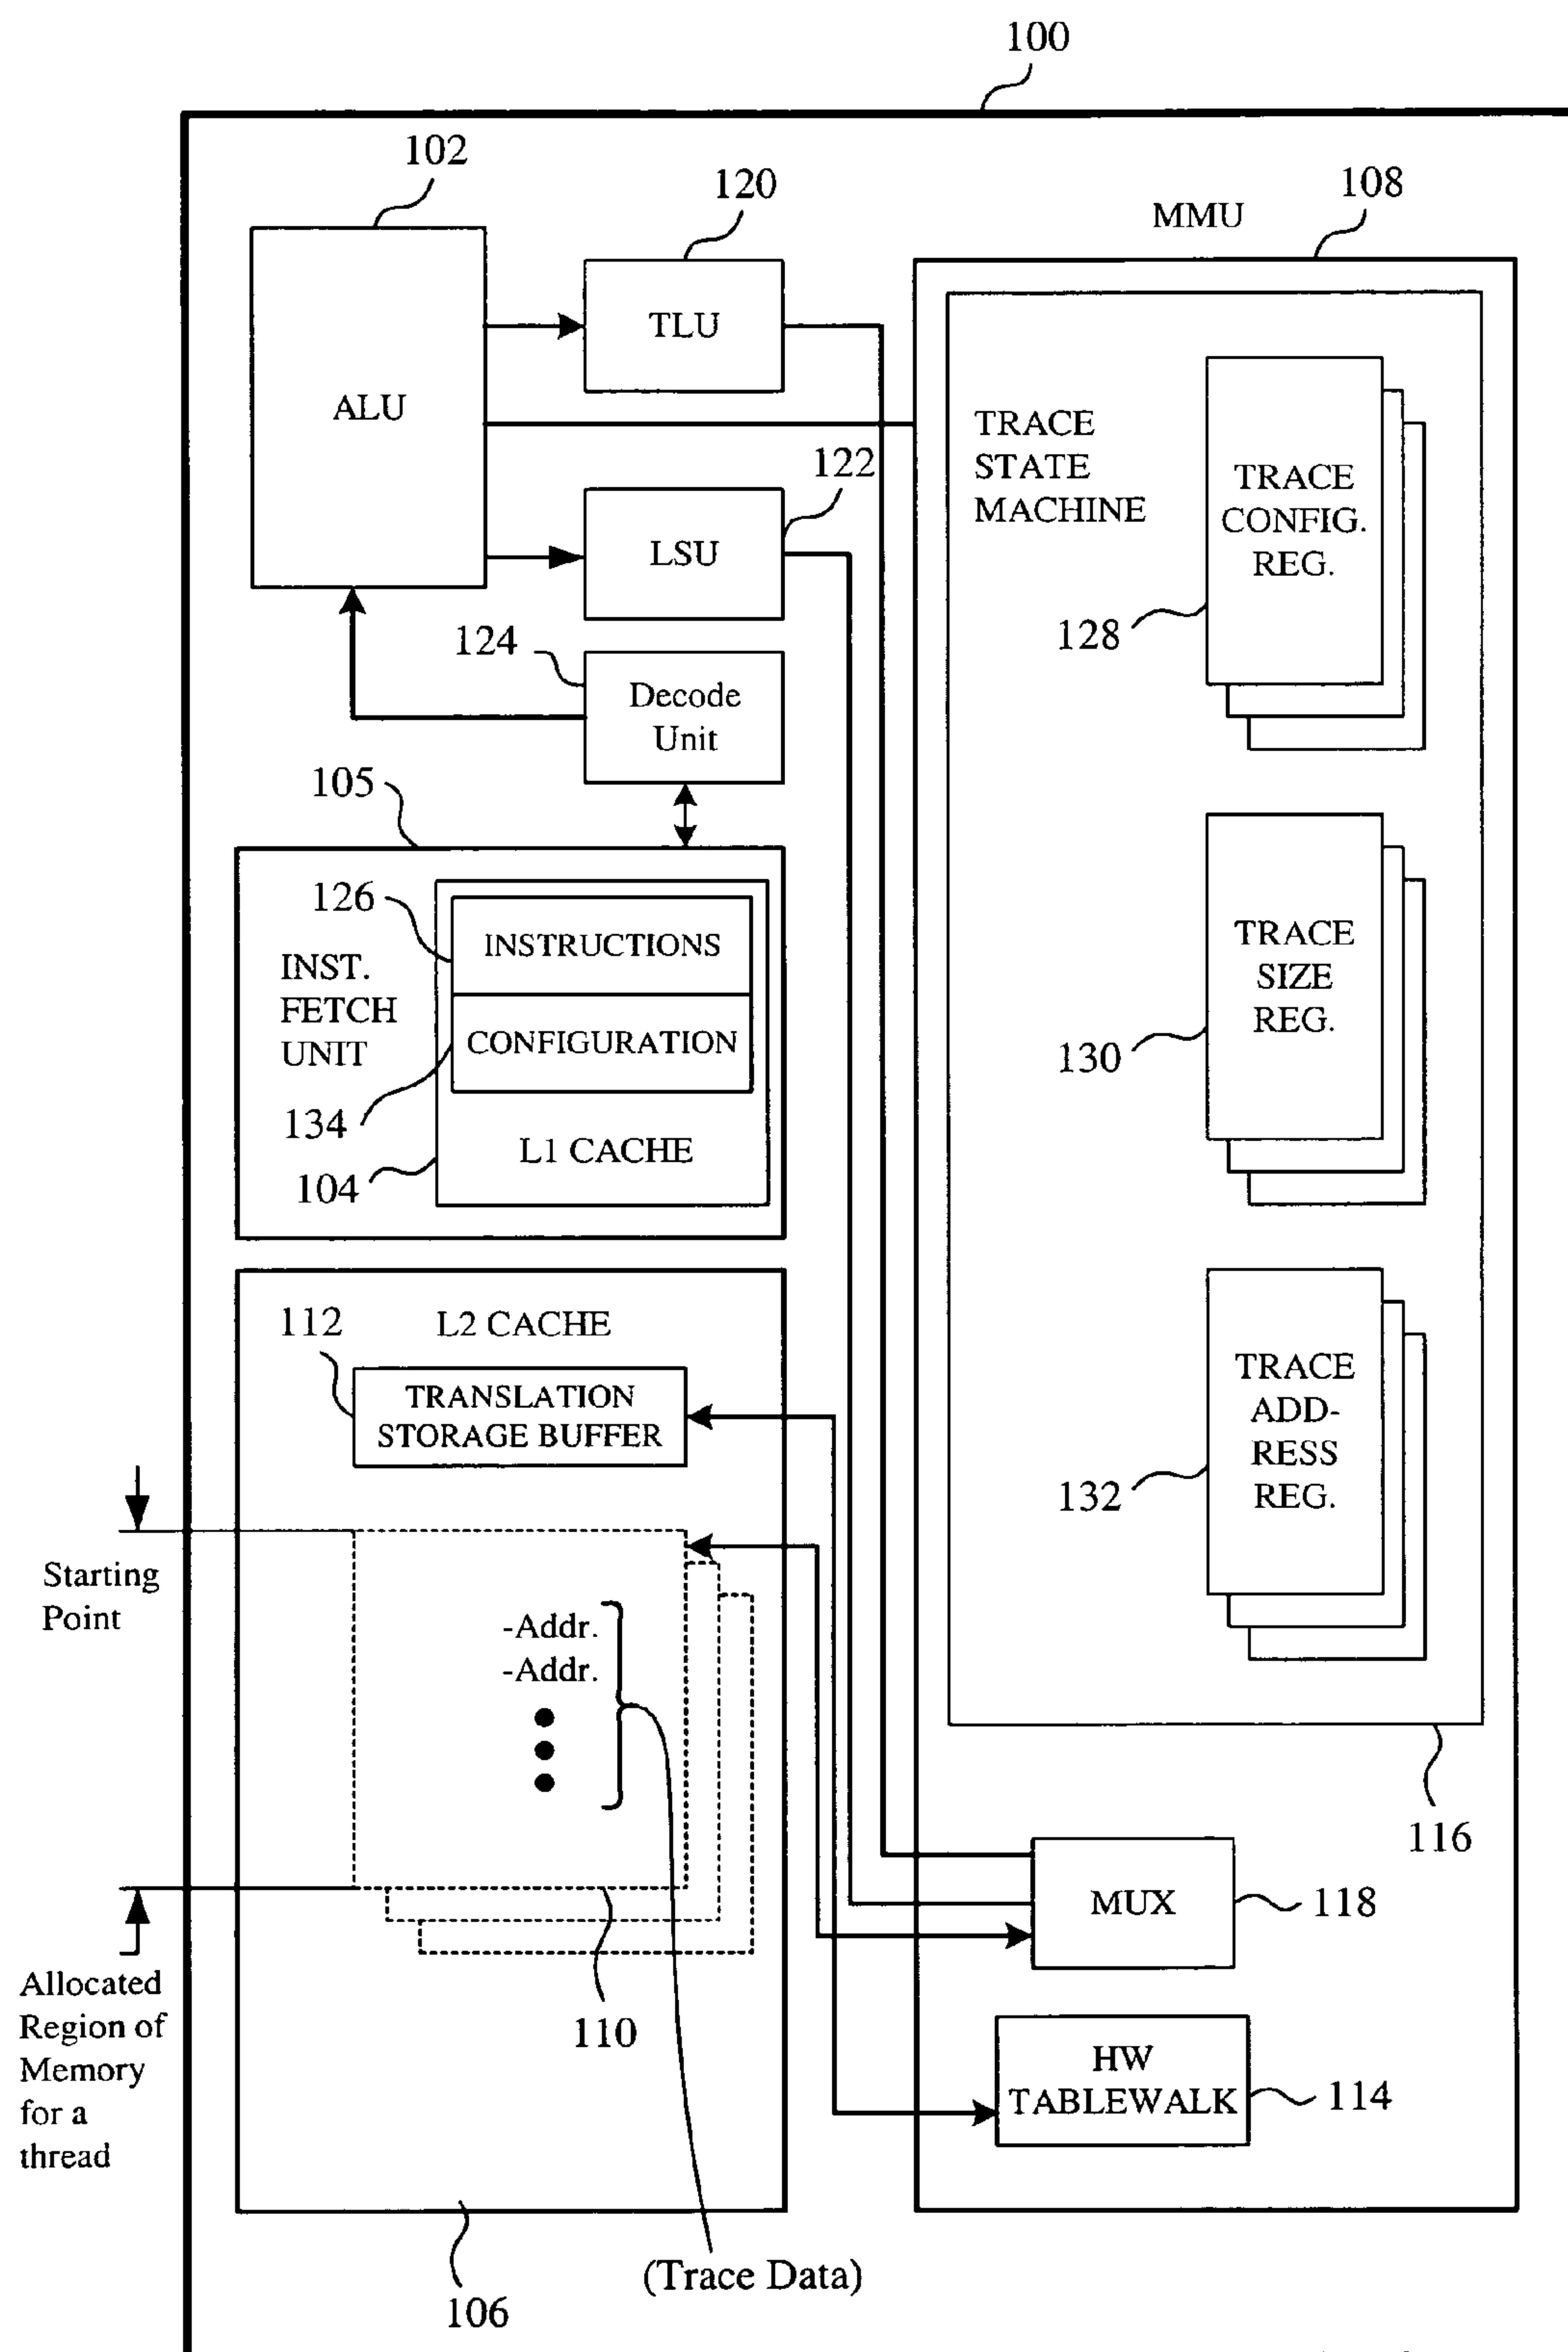 100
102
120
108
MMU
TLU
ALU
TRACE
STATE
MACHINE
122
LSU
TRACE
CONFIG.
REG.
128
124
Decode
Unit
105
126
INSTRUCTIONS
INST.
FETCH
UNIT
CONFIGURATION
134
L1 CACHE
104
TRACE
SIZE
REG.
130
112
L2 CACHE
TRANSLATION
STORAGE BUFFER
TRACE
ADD-
RESS
REG.
132
Starting
Point
-Addr.
-Addr.
116
MUX
118
Allocated
Region of
Memory
for a
thread
110
HW
TABLEWALK
114
(Trace Data)
106